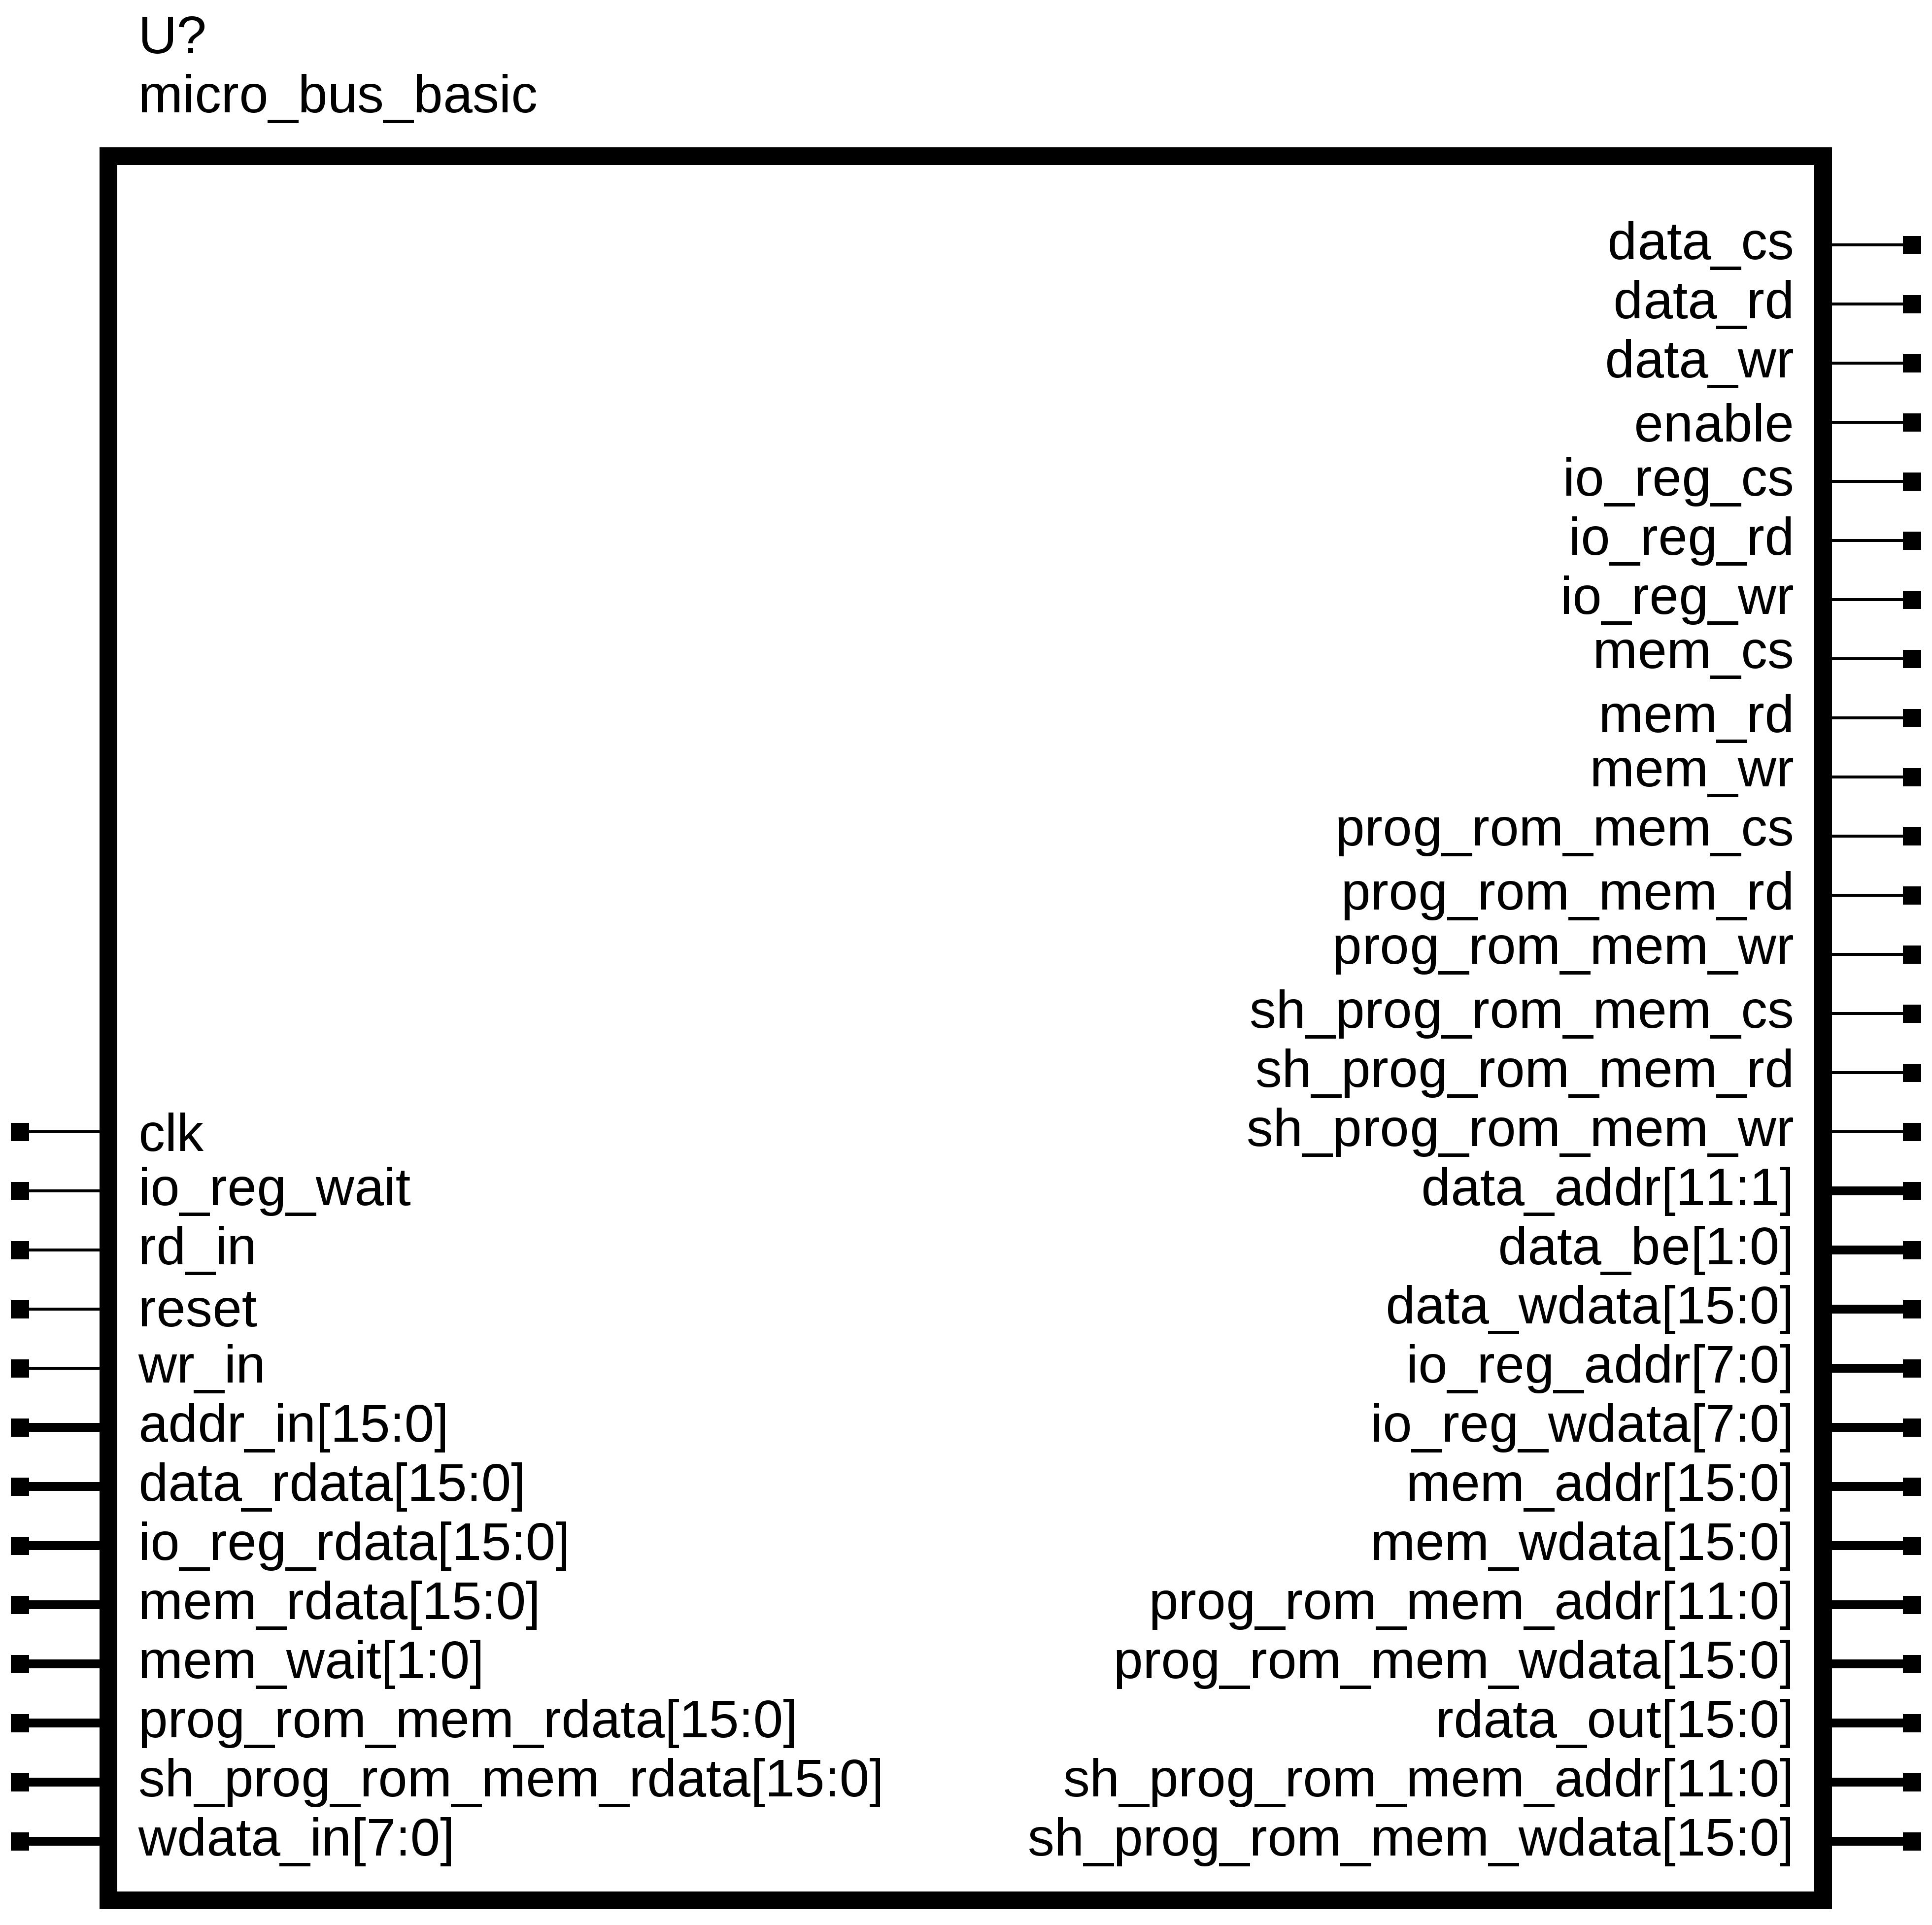 U?
micro_bus_basic
data_cs
data_rd
data_wr
enable
io_reg_cs
io_reg_rd
io_reg_wr
mem_cs
mem_rd
mem_wr
prog_rom_mem_cs
prog_rom_mem_rd
prog_rom_mem_wr
sh_prog_rom_mem_cs
sh_prog_rom_mem_rd
clk sh_prog_rom_mem_wr
io_reg_wait data_addr[11:1]
rd_in data_be[1:0]
reset data_wdata[15:0]
wr_in io_reg_addr[7:0]
addr_in[15:0] io_reg_wdata[7:0]
data_rdata[15:0] mem_addr[15:0]
io_reg_rdata[15:0] mem_wdata[15:0]
mem_rdata[15:0] prog_rom_mem_addr[11:0]
mem_wait[1:0] prog_rom_mem_wdata[15:0]
prog_rom_mem_rdata[15:0] rdata_out[15:0]
sh_prog_rom_mem_rdata[15:0] sh_prog_rom_mem_addr[11:0]
wdata_in[7:0] sh_prog_rom_mem_wdata[15:0]